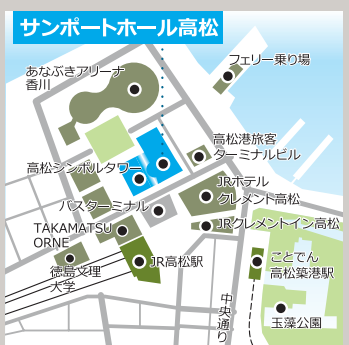 サンポートホール高松
フェリー乗り場
あなぶきアリーナ
香川
高松港旅客
ターミナルビル
高松シンボルタワー
JRホテル
クレメント高松
バスターミナル
JRクレメントイン高松
TAKAMATSU
ORNE
徳島文理
大学
JR高松駅
ことでん
高松築港駅
中央通り
玉藻公園